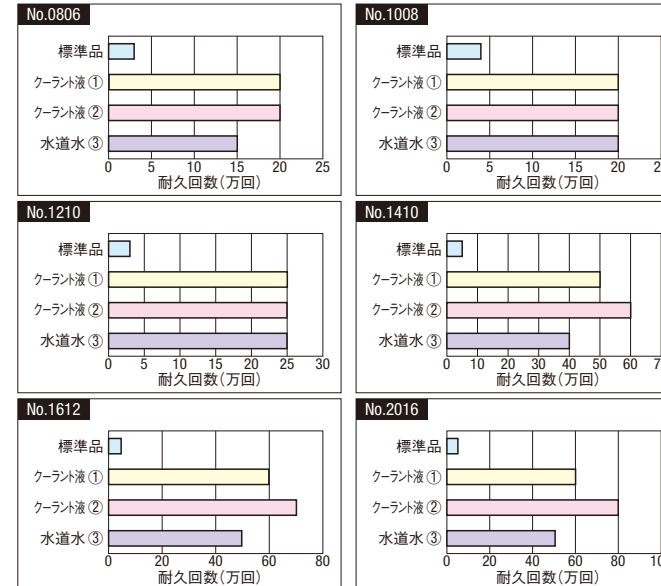 No.0806
標準品
クーラント液①
クーラント液②
水道水③
0 5 10 15 20 25
耐久回数(万回)
No.1008
標準品
クーラント液①
クーラント液②
水道水③
0 5 10 15 20
耐久回数(万回)
No.1210
標準品
クーラント液①
クーラント液②
水道水③
0 5 10 15 20 25 30
耐久回数(万回)
No.1410
標準品
クーラント液①
クーラント液②
水道水③
0 10 20 30 40 50 60
耐久回数(万回)
No.1612
標準品
クーラント液①
クーラント液②
水道水③
0 20 40 60 80
耐久回数(万回)
No.2016
標準品
クーラント液①
クーラント液②
水道水③
0 20 40 60 80
耐久回数(万回)